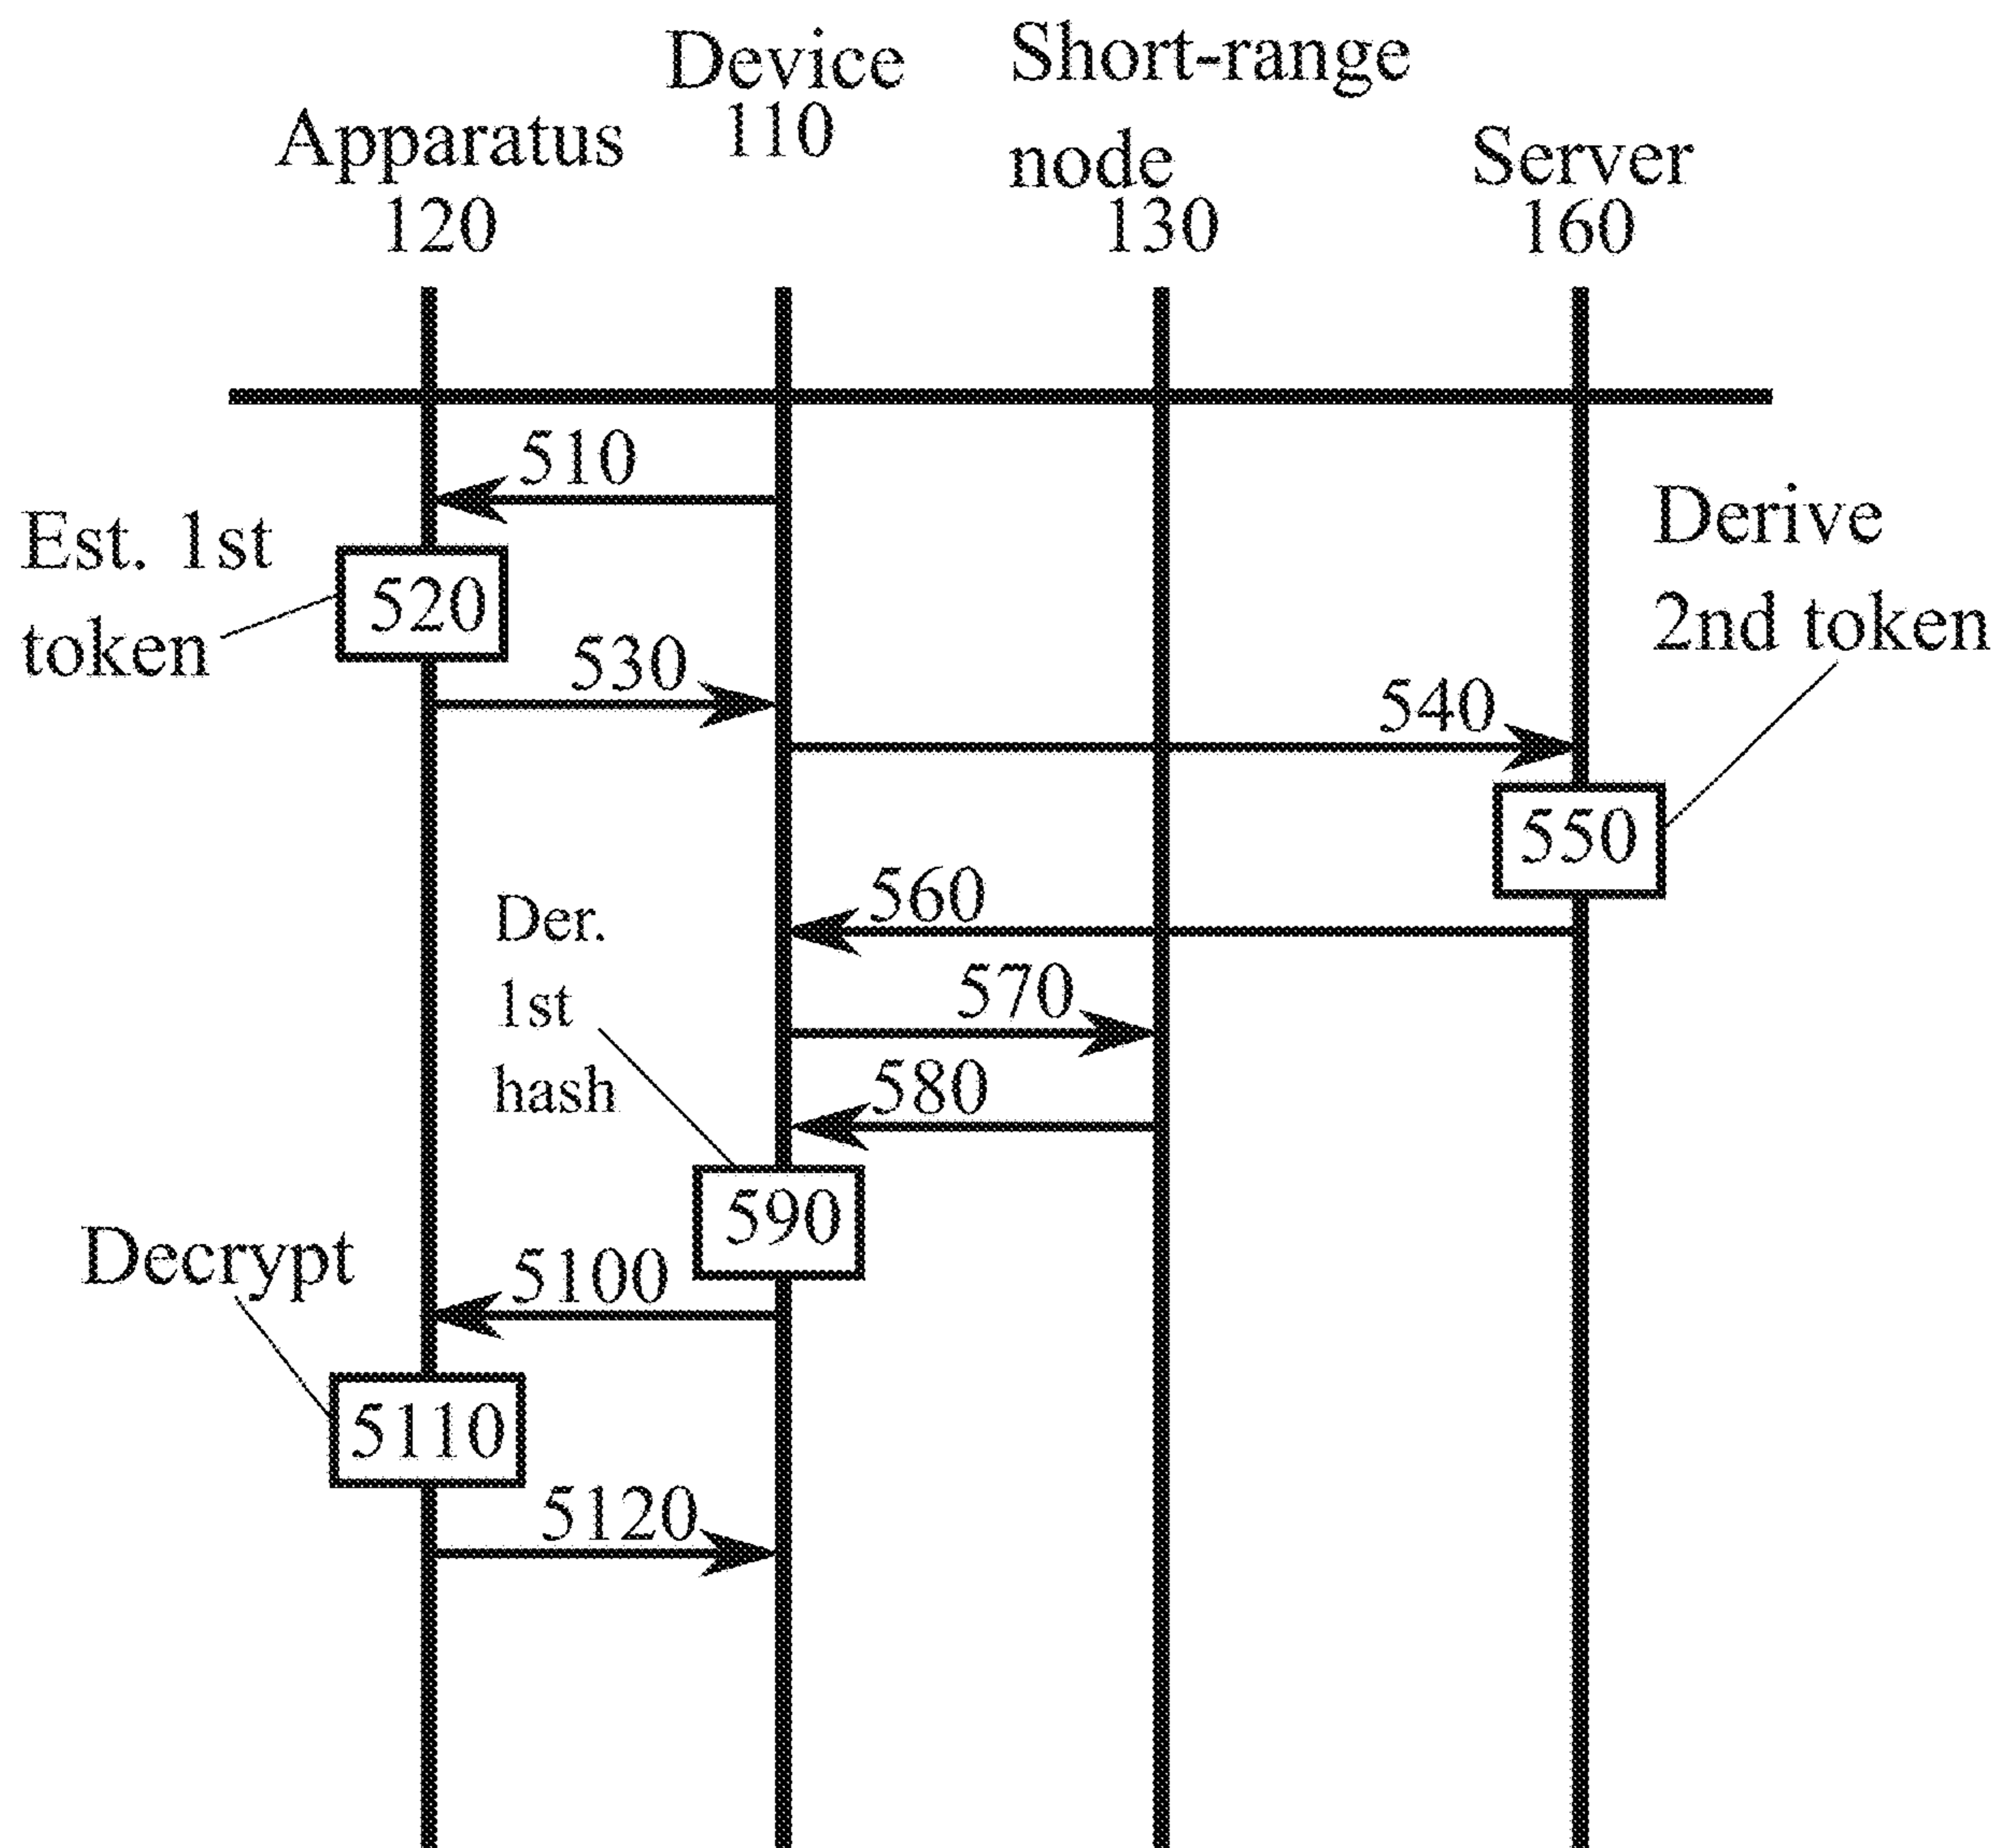 Apparatus
120
Device
110
Short-range
node
130
Server
160
510
Est. 1st
token
520
530
540
Derive
2nd token
550
560
570
580
Der.
1st
hash
590
5100
Decrypt
5110
5120